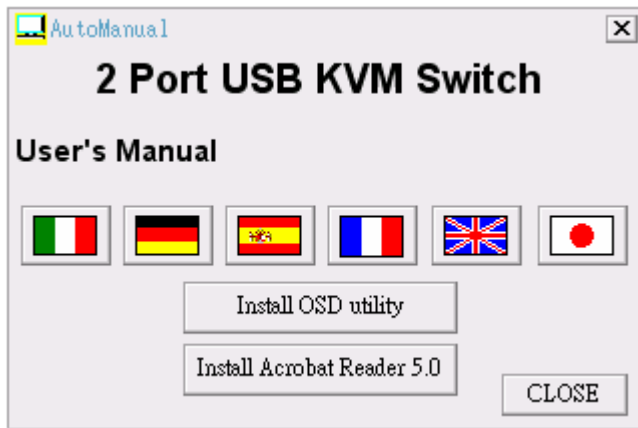 AutoManual
2 Port USB KVM Switch
User's Manual
Install OSD utility
Install Acrobat Reader 5.0
CLOSE